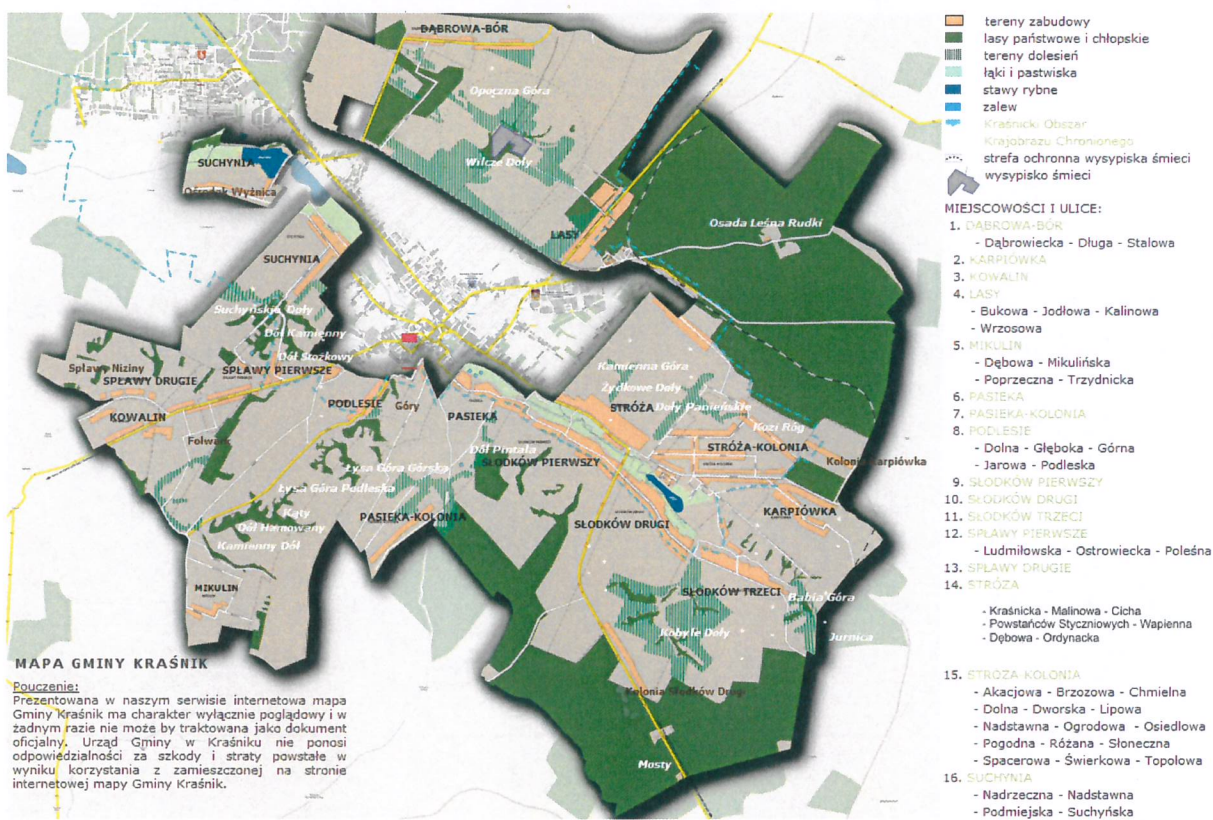 DĄBROWA-BÓR
Opoczna Góra
Wilcze Doły
SUCHYNIA
Ośrodek Wyżnica
LASY
Osada Leśna Rudki
SUCHYNIA
Suchyńskie Doły
Dół Kamienny
Dół Stożkowy
Spławy Niziny
SPŁAWY DRUGIE
SPŁAWY PIERWSZE
KOWALIN
Folwark
PODLESIE
Góry
PASIEKA
Kamienna Góra
Żydkowe Doły
STRÓŻA
Doły Panieńskie
Kozi Róg
STRÓŻA-KOLONIA
Kolonia Karpiówka
Dół Pintala
SŁODKÓW PIERWSZY
Łysa Góra Górska
Łysa Góra Podleska
Kąty
Dół Hamowany
Kamienny Dół
PASIEKA-KOLONIA
SŁODKÓW DRUGI
KARPIÓWKA
MIKULIN
SŁODKÓW TRZECI
Babia Góra
Kobyle Doły
Jurnica
Kolonia Słodków Drugi
Mosty
MAPA GMINY KRAŚNIK
Pouczenie:
Prezentowana w naszym serwisie internetowa mapa
Gminy Kraśnik ma charakter wyłącznie poglądowy i w
żadnym razie nie może by traktowana jako dokument
oficjalny. Urząd Gminy w Kraśniku nie ponosi
odpowiedzialności za szkody i straty powstałe w
wyniku korzystania z zamieszczonej na stronie
internetowej mapy Gminy Kraśnik.
tereny zabudowy
lasy państwowe i chłopskie
tereny dolesień
łąki i pastwiska
stawy rybne
zalew
Kraśnicki Obszar
Krajobrazu Chronionego
strefa ochronna wysypiska śmieci
wysypisko śmieci
MIEJSCOWOŚCI I ULICE:
1. DĄBROWA-BÓR
- Dąbrowiecka - Długa - Stalowa
2. KARPIÓWKA
3. KOWALIN
4. LASY
- Bukowa - Jodłowa - Kalinowa
- Wrzosowa
5. MIKULIN
- Dębowa - Mikulińska
- Poprzeczna - Trzydnicka
6. PASIEKA
7. PASIEKA-KOLONIA
8. PODLESIE
- Dolna - Głęboka - Górna
- Jarowa - Podleska
9. SŁODKÓW PIERWSZY
10. SŁODKÓW DRUGI
11. SŁODKÓW TRZECI
12. SPŁAWY PIERWSZE
- Ludmiłowska - Ostrowiecka - Poleśna
13. SPŁAWY DRUGIE
14. STRÓŻA
- Kraśnicka - Malinowa - Cicha
- Powstańców Styczniowych - Wapienna
- Dębowa - Ordynacka
15. STRÓŻA-KOLONIA
- Akacjowa - Brzozowa - Chmielna
- Dolna - Dworska - Lipowa
- Nadstawna - Ogrodowa - Osiedlowa
- Pogodna - Różana - Słoneczna
- Spacerowa - Świerkowa - Topolowa
16. SUCHYNIA
- Nadrzeczna - Nadstawna
- Podmiejska - Suchyńska